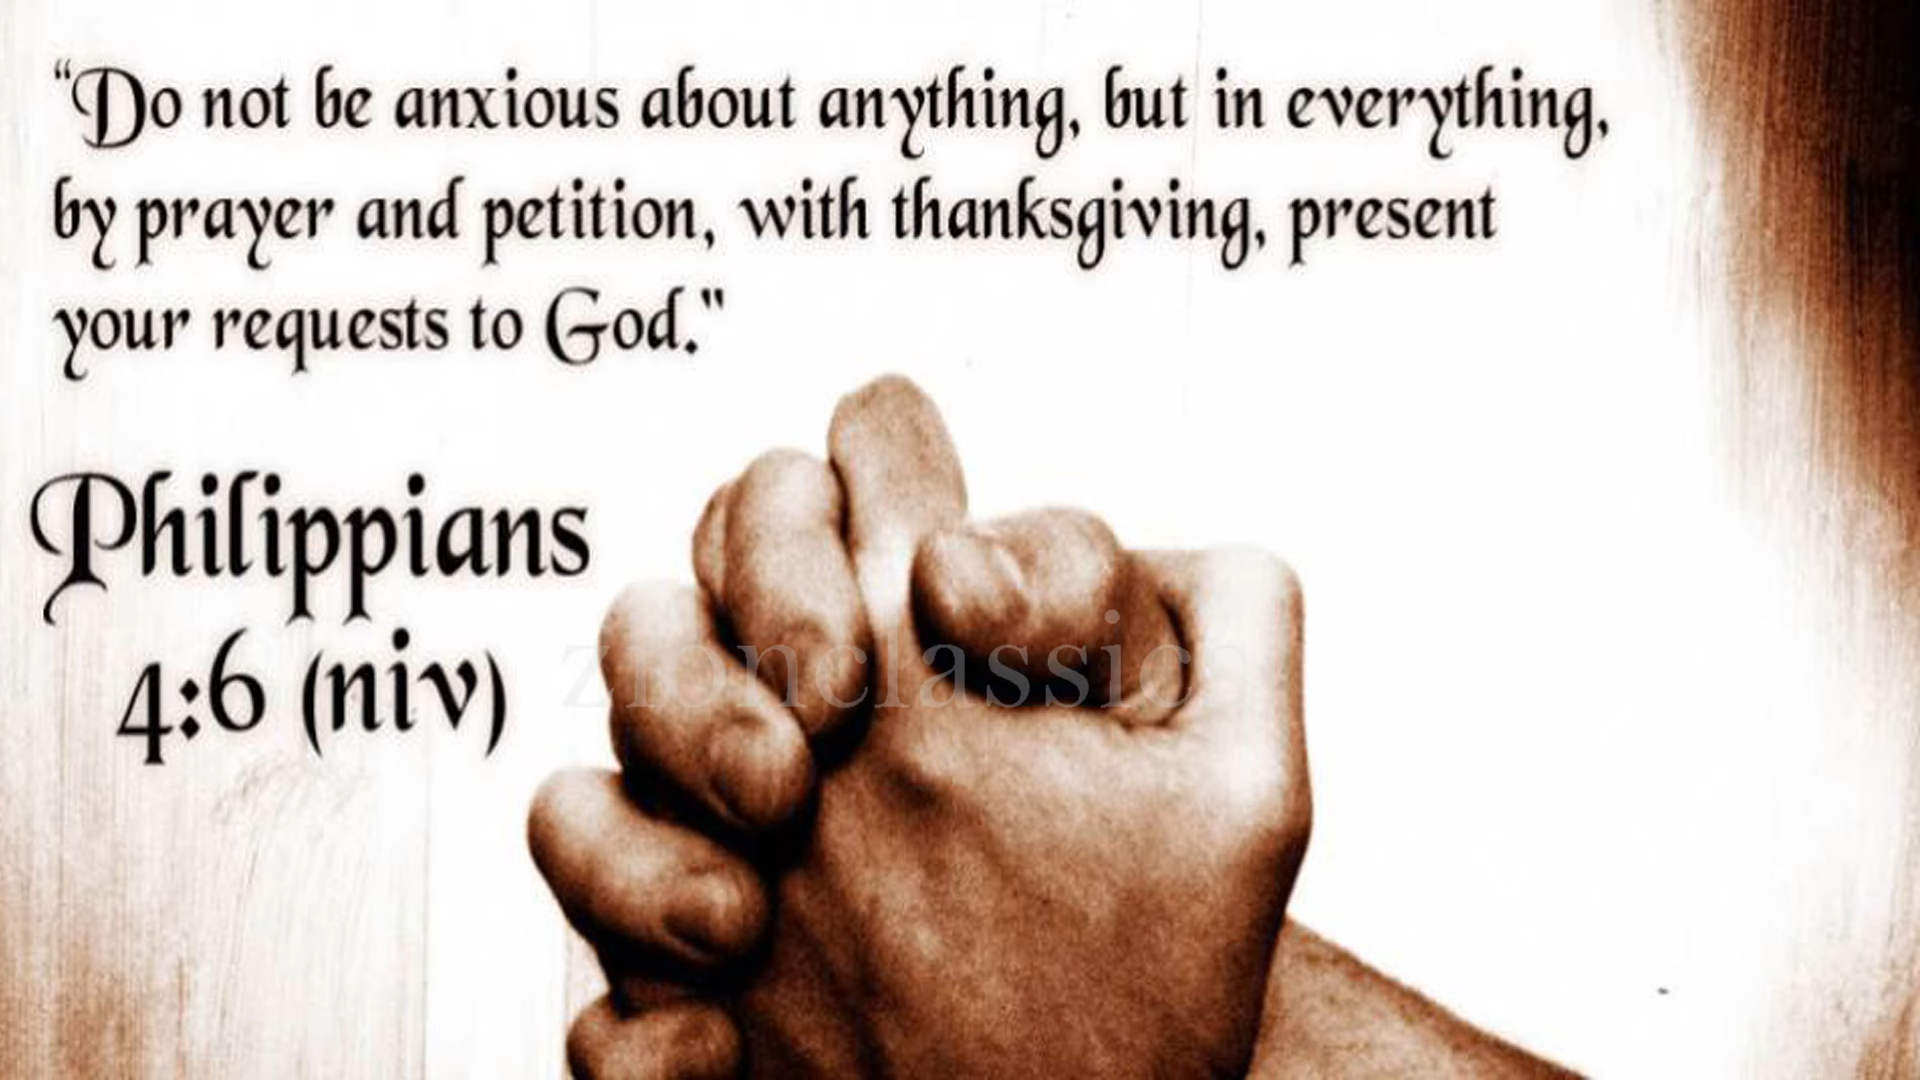 “Do not be anxious about anything, but in everything,
by prayer and petition, with thanksgiving, present
your requests to God."
Philippians
4:6 (niv)
zionclassics